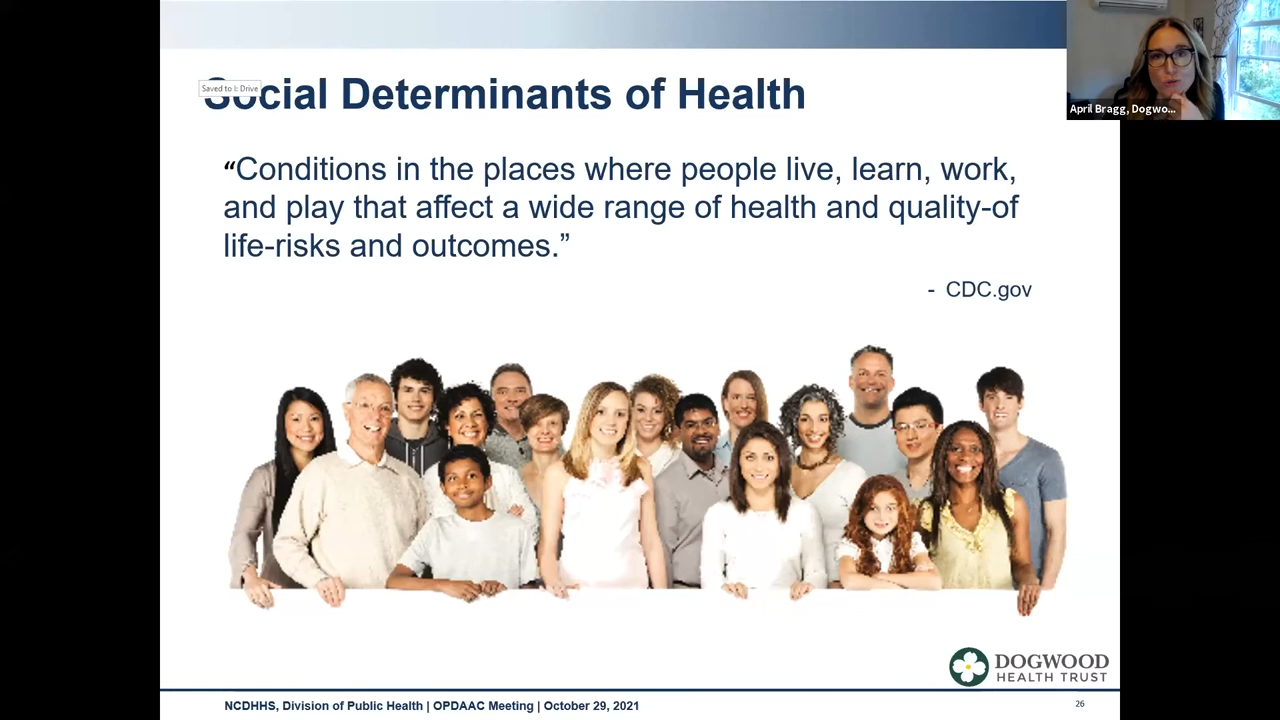 Social Determinants of Health
Saved to I: Drive
“Conditions in the places where people live, learn, work,
and play that affect a wide range of health and quality-of
life-risks and outcomes.”
- CDC.gov
April Bragg, Dogwo...
DOGWOOD
HEALTH TRUST
NCDHHS, Division of Public Health | OPDAAC Meeting | October 29, 2021
26